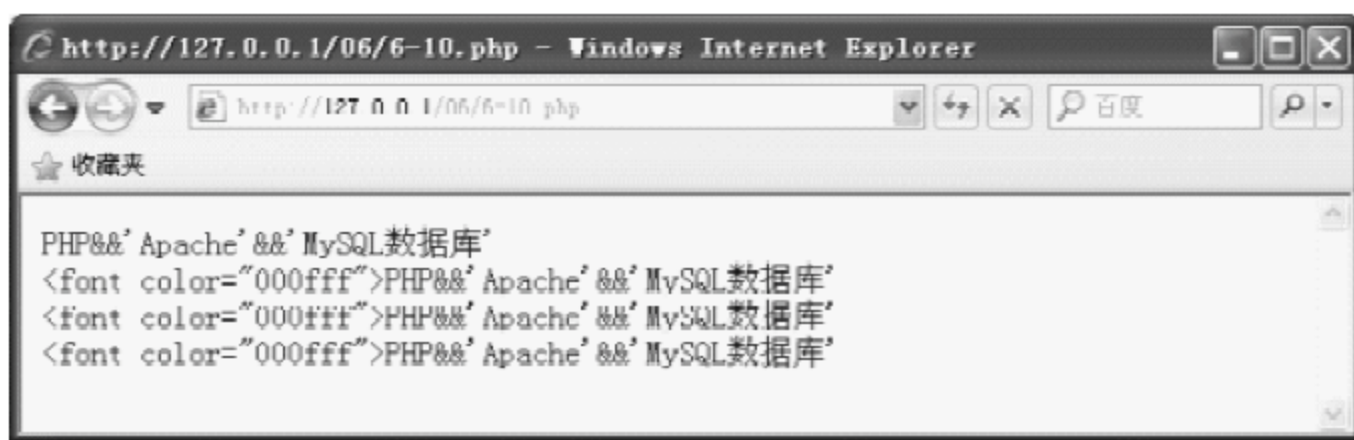 http://127.0.0.1/06/6-10.php - Windows Internet Explorer
http://127.0.0.1/06/6-10.php
百度
收藏夹
PHP&&'Apache'&&'MySQL数据库'
<font color="000fff">PHP&&'Apache'&&'MySQL数据库'
<font color="000fff">PHP&&'Apache'&&'MySQL数据库'
<font color="000fff">PHP&&'Apache'&&'MySQL数据库'